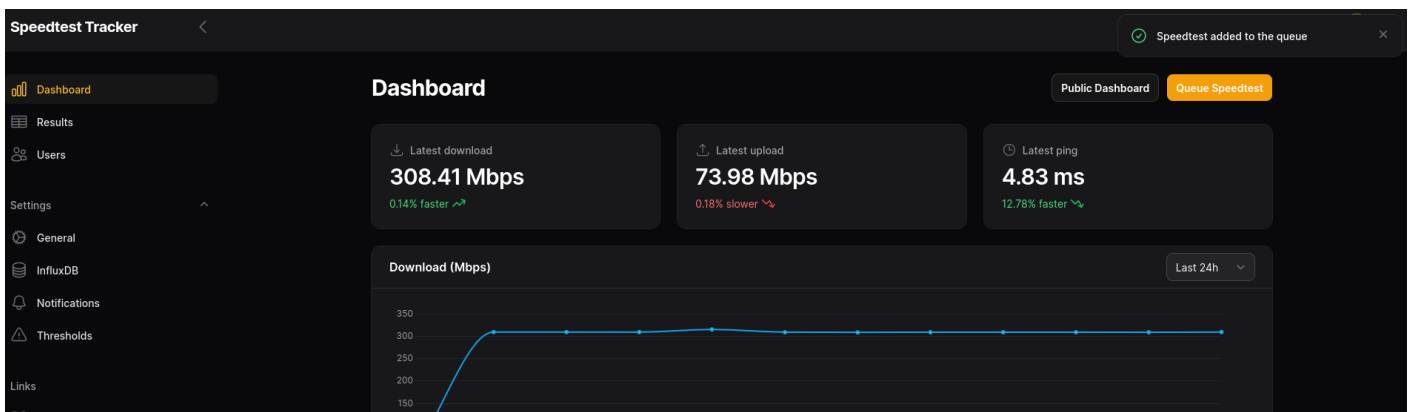 Speedtest Tracker
Speedtest added to the queue
Dashboard
Results
Users
Settings
General
InfluxDB
Notifications
Thresholds
Links
Dashboard
Public Dashboard
Queue Speedtest
Latest download
308.41 Mbps
0.14% faster
Latest upload
73.98 Mbps
0.18% slower
Latest ping
4.83 ms
12.78% faster
Download (Mbps)
Last 24h
350
300
250
200
150